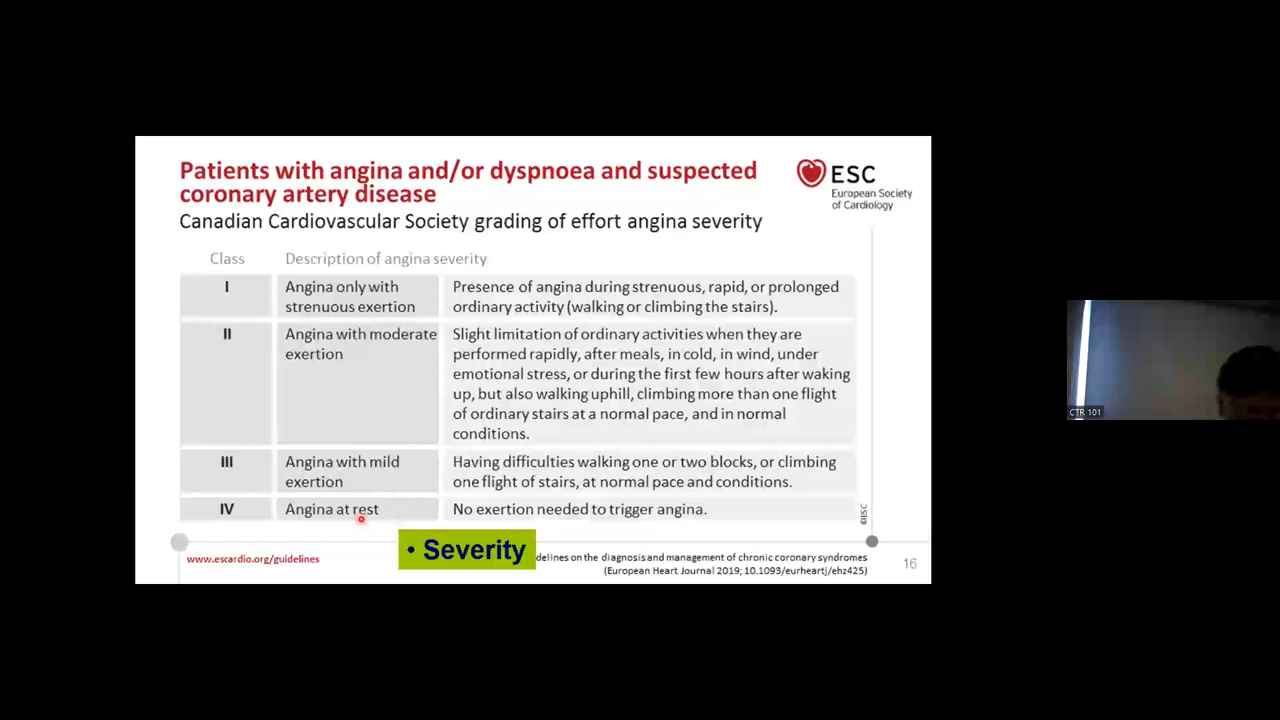 Patients with angina and/or dyspnoea and suspected
coronary artery disease
ESC
European Society
of Cardiology
Canadian Cardiovascular Society grading of effort angina severity
Class
Description of angina severity
I
Angina only with
strenuous exertion
Presence of angina during strenuous, rapid, or prolonged
ordinary activity (walking or climbing the stairs).
II
Angina with moderate
exertion
Slight limitation of ordinary activities when they are
performed rapidly, after meals, in cold, in wind, under
emotional stress, or during the first few hours after waking
up, but also walking uphill, climbing more than one flight
of ordinary stairs at a normal pace, and in normal
conditions.
III
Angina with mild
exertion
Having difficulties walking one or two blocks, or climbing
one flight of stairs, at normal pace and conditions.
IV
Angina at rest
No exertion needed to trigger angina.
©ESC
www.escardio.org/guidelines
• Severity
delines on the diagnosis and management of chronic coronary syndromes
(European Heart Journal 2019; 10.1093/eurheartj/ehz425)
16
CTR 101